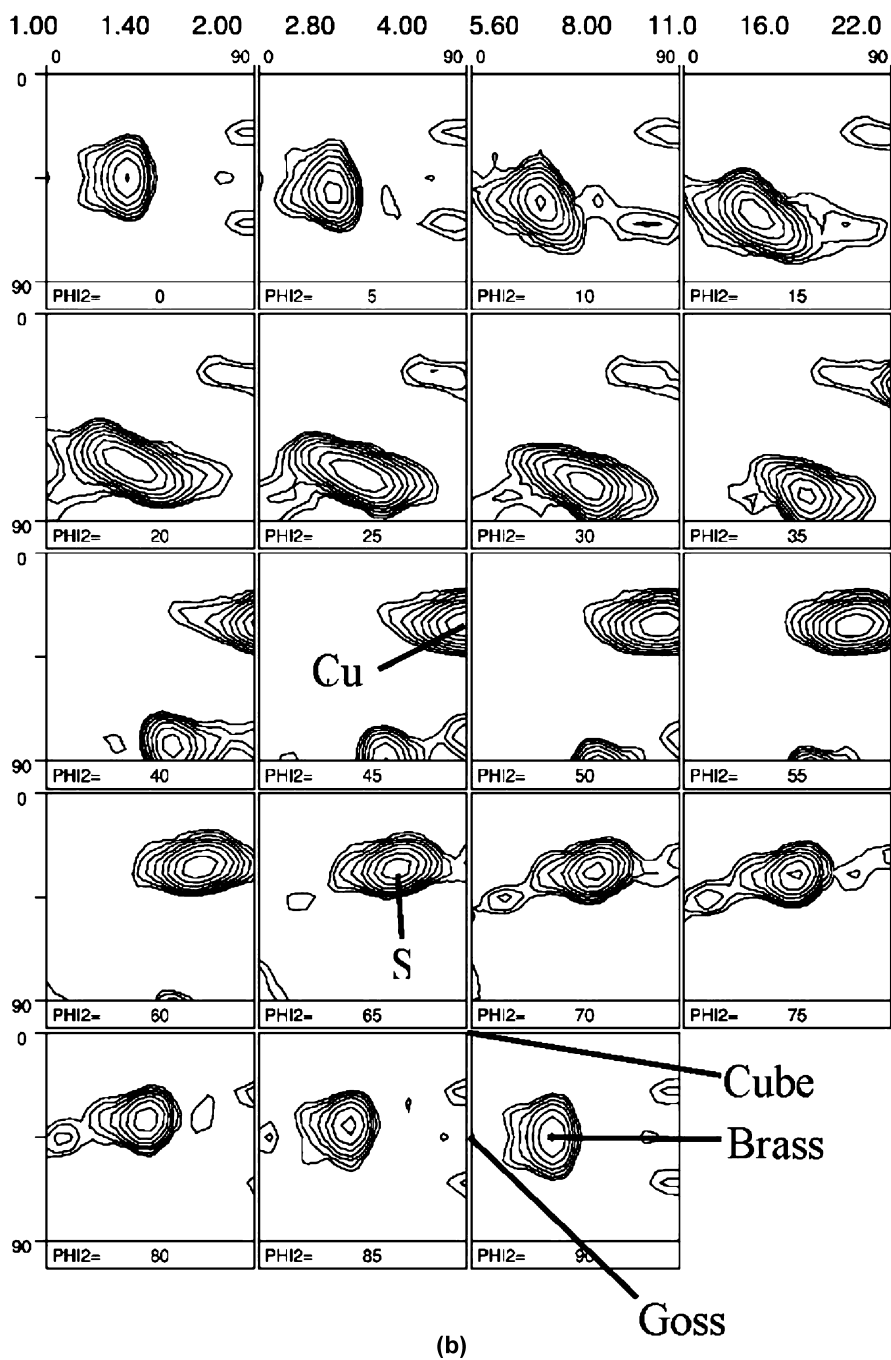 1.00 1.40 2.00 2.80 4.00 5.60 8.00 11.0 16.0 22.0
0 90 0 90 0 90 0 90
0
90 PHI2= 0 PHI2= 5 PHI2= 10 PHI2= 15
0
90 PHI2= 20 PHI2= 25 PHI2= 30 PHI2= 35
0
Cu
90 PHI2= 40 PHI2= 45 PHI2= 50 PHI2= 55
0
S
90 PHI2= 60 PHI2= 65 PHI2= 70 PHI2= 75
0
Cube
Brass
90 PHI2= 80 PHI2= 85 PHI2= 90
Goss
(b)